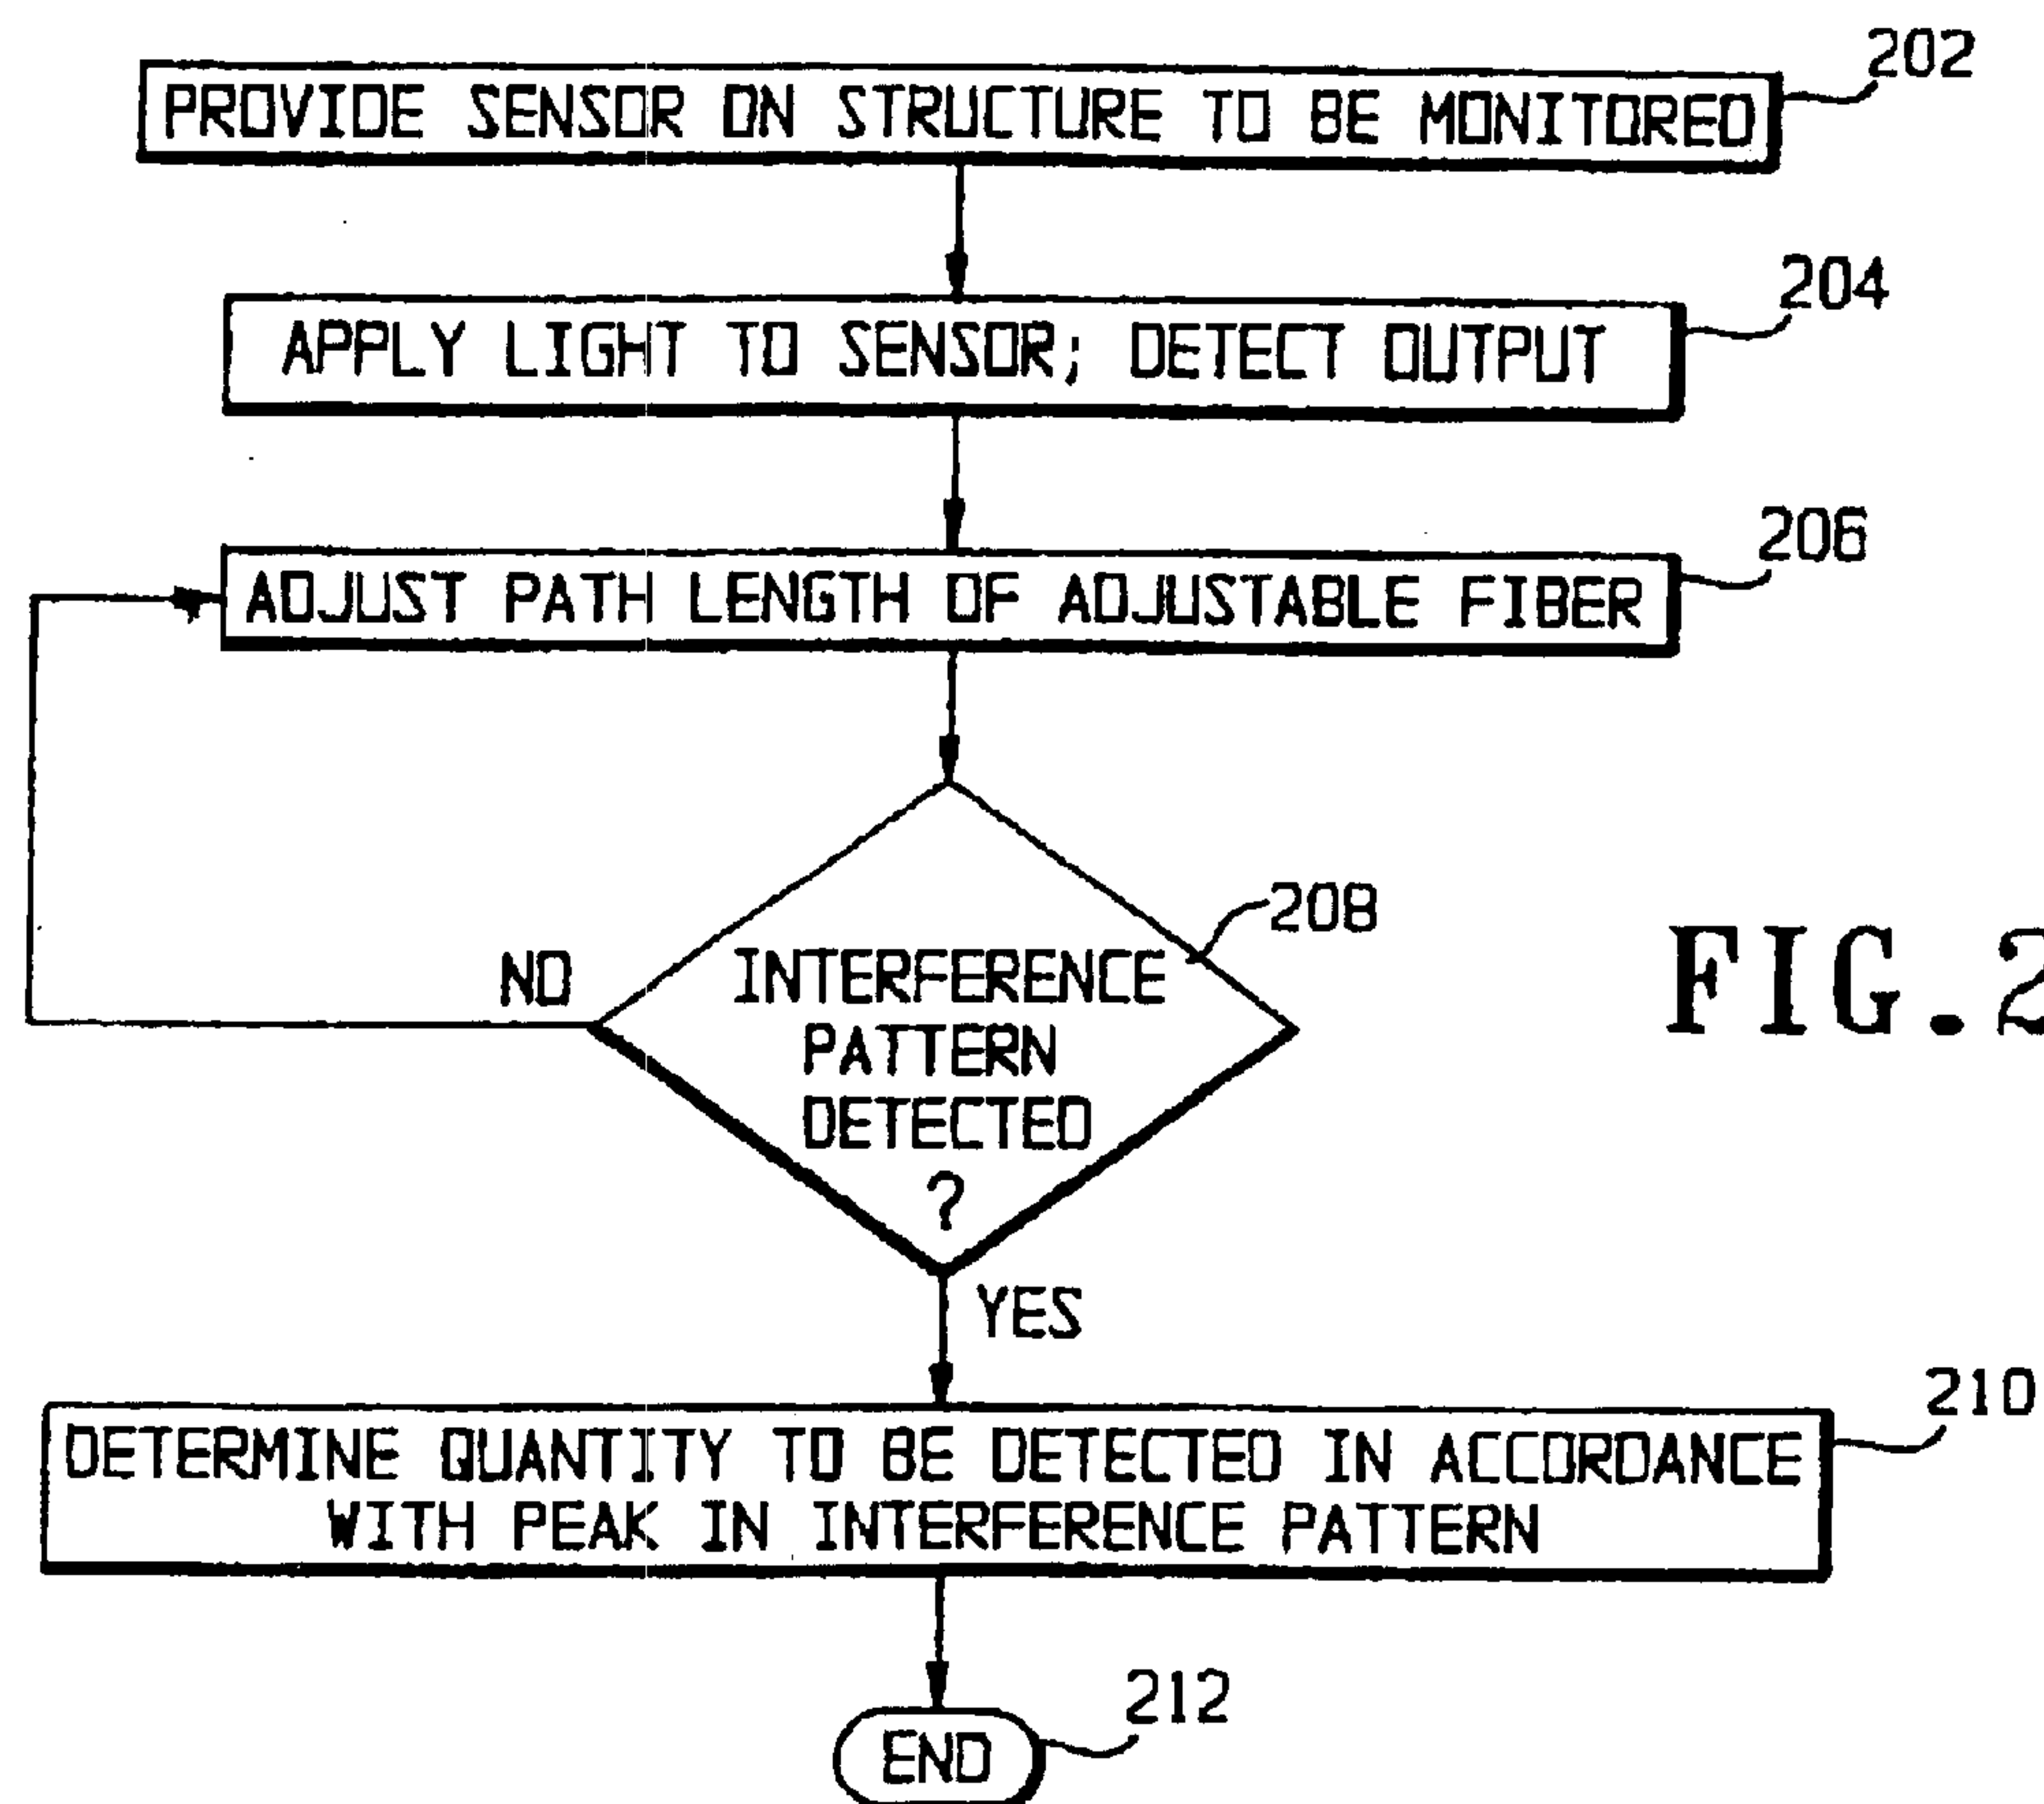 202
PROVIDE SENSOR ON STRUCTURE TO BE MONITORED
204
APPLY LIGHT TO SENSOR; DETECT OUTPUT
206
ADJUST PATH LENGTH OF ADJUSTABLE FIBER
208
NO
INTERFERENCE
PATTERN
DETECTED
?
FIG. 2
YES
210
DETERMINE QUANTITY TO BE DETECTED IN ACCORDANCE
WITH PEAK IN INTERFERENCE PATTERN
212
END